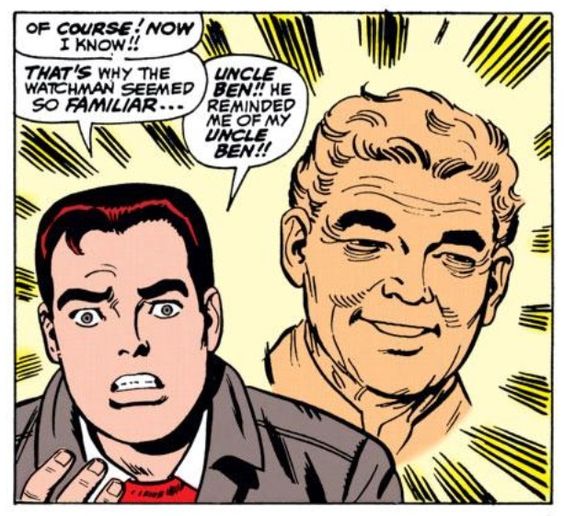 OF COURSE! NOW
I KNOW!!
THAT'S WHY THE
WATCHMAN SEEMED
SO FAMILIAR...
UNCLE
BEN!! HE
REMINDED
ME OF MY
UNCLE
BEN!!